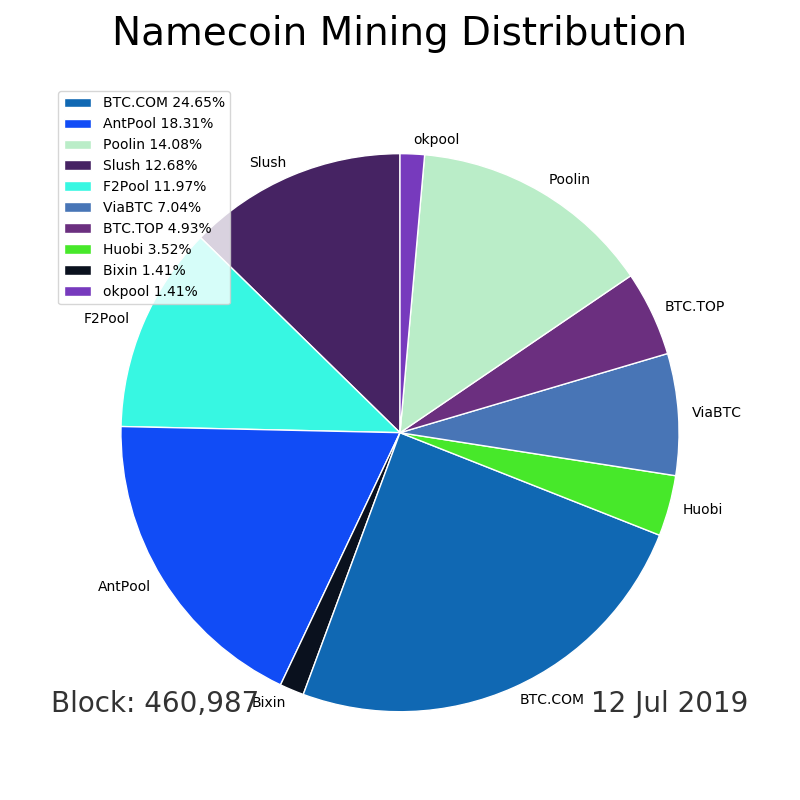 Namecoin Mining Distribution
BTC.COM 24.65%
AntPool 18.31%
Poolin 14.08%
Slush 12.68%
F2Pool 11.97%
ViaBTC 7.04%
BTC.TOP 4.93%
Huobi 3.52%
Bixin 1.41%
okpool 1.41%
okpool
Slush
Poolin
BTC.TOP
F2Pool
ViaBTC
Huobi
AntPool
Bixin
BTC.COM
Block: 460,987
12 Jul 2019